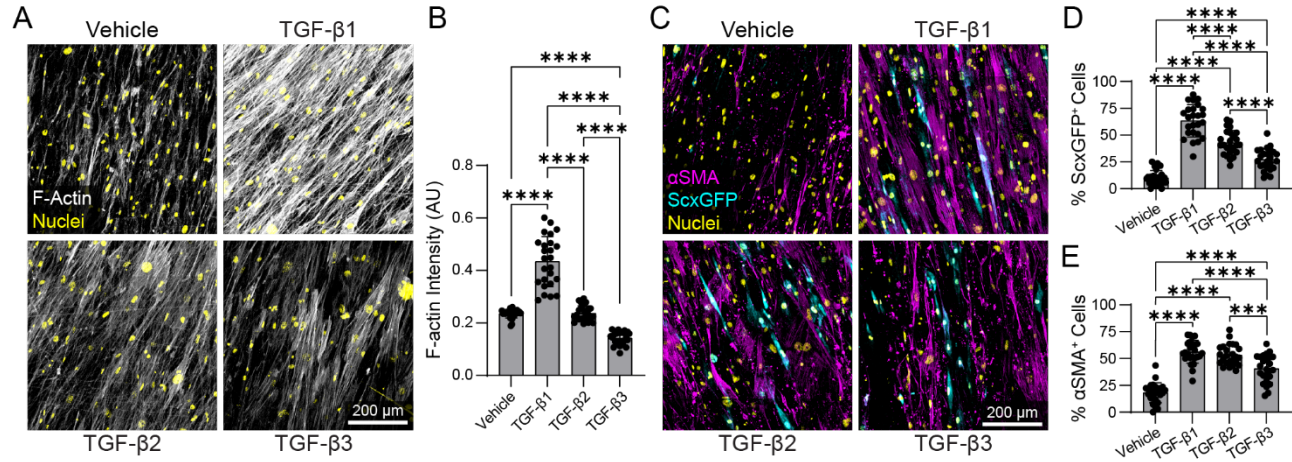 A
Vehicle
TGF-β1
F-Actin
Nuclei
200 μm
TGF-β2
TGF-β3
B
****
****
****
****
****
F-actin Intensity (AU)
0.8
0.6
0.4
0.2
0.0
Vehicle
TGF-β1
TGF-β2
TGF-β3
C
Vehicle
TGF-β1
αSMA
ScxGFP
Nuclei
200 μm
TGF-β2
TGF-β3
D
****
****
****
****
****
****
% ScxGFP⁺ Cells
100
75
50
25
0
Vehicle
TGF-β1
TGF-β2
TGF-β3
E
****
****
****
****
***
% αSMA⁺ Cells
100
75
50
25
0
Vehicle
TGF-β1
TGF-β2
TGF-β3